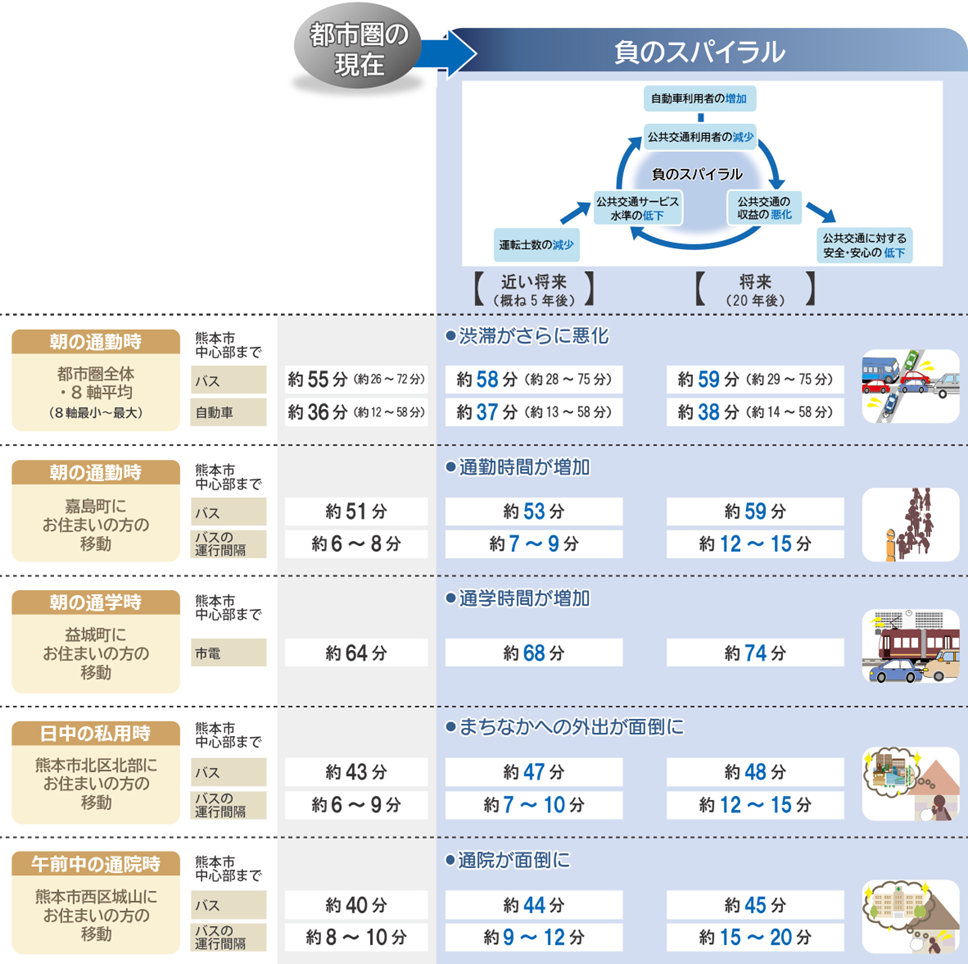 都市圏の
現在
負のスパイラル
自動車利用者の増加
公共交通利用者の減少
負のスパイラル
公共交通サービス
水準の低下
公共交通の
収益の悪化
運転士数の減少
公共交通に対する
安全・安心の 低下
【近い将来（概ね5年後）】
【将来（20年後）】
朝の通勤時
都市圏全体
・8軸平均
（8軸最小～最大）
熊本市
中心部まで
●渋滞がさらに悪化
バス 約55分（約26～72分） 約58分（約28～75分） 約59分（約29～75分）
自動車 約36分（約12～58分） 約37分（約13～58分） 約38分（約14～58分）
朝の通勤時
嘉島町に
お住まいの方の
移動
熊本市
中心部まで
●通勤時間が増加
バス 約51分 約53分 約59分
バスの
運行間隔 約6～8分 約7～9分 約12～15分
朝の通学時
益城町に
お住まいの方の
移動
熊本市
中心部まで
●通学時間が増加
市電 約64分 約68分 約74分
日中の私用時
熊本市北区北部に
お住まいの方の
移動
熊本市
中心部まで
●まちなかへの外出が面倒に
バス 約43分 約47分 約48分
バスの
運行間隔 約6～9分 約7～10分 約12～15分
午前中の通院時
熊本市西区城山に
お住まいの方の
移動
熊本市
中心部まで
●通院が面倒に
バス 約40分 約44分 約45分
バスの
運行間隔 約8～10分 約9～12分 約15～20分